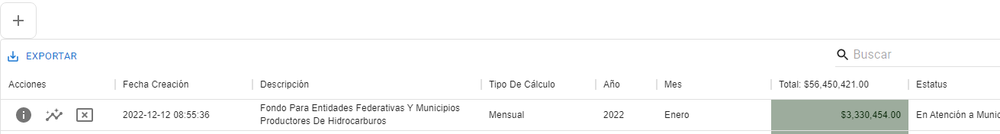 EXPORTAR
Buscar
Acciones Fecha Creación Descripción Tipo De Cálculo Año Mes Total: $56,450,421.00 Estatus
2022-12-12 08:55:36 Fondo Para Entidades Federativas Y Municipios Productores De Hidrocarburos Mensual 2022 Enero $3,330,454.00 En Atención a Munic